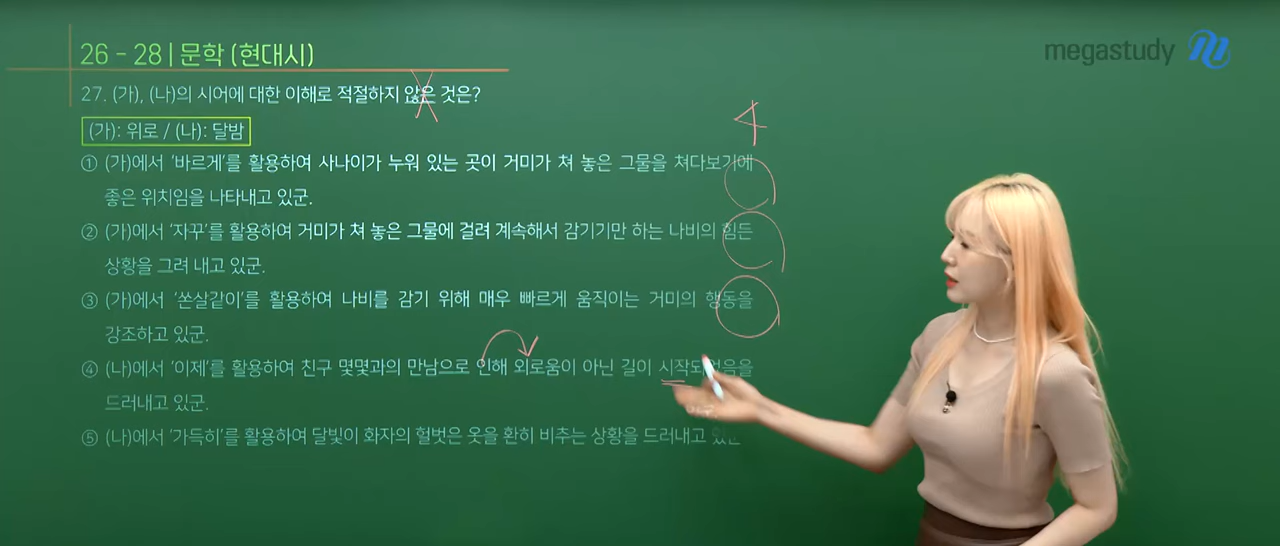 26 - 28 | 문학 (현대시)
megastudy
27. (가), (나)의 시어에 대한 이해로 적절하지 않은 것은?
4
(가): 위로 / (나): 달밤
① (가)에서 '바르게'를 활용하여 사나이가 누워 있는 곳이 거미가 쳐 놓은 그물을 쳐다보기에
좋은 위치임을 나타내고 있군.
② (가)에서 '자꾸'를 활용하여 거미가 쳐 놓은 그물에 걸려 계속해서 감기기만 하는 나비의 힘든
상황을 그려 내고 있군.
③ (가)에서 '쏜살같이'를 활용하여 나비를 감기 위해 매우 빠르게 움직이는 거미의 행동을
강조하고 있군.
④ (나)에서 '이제'를 활용하여 친구 몇몇과의 만남으로 인해 외로움이 아닌 길이 시작되었음을
드러내고 있군.
⑤ (나)에서 '가득히'를 활용하여 달빛이 화자의 헐벗은 옷을 환히 비추는 상황을 드러내고